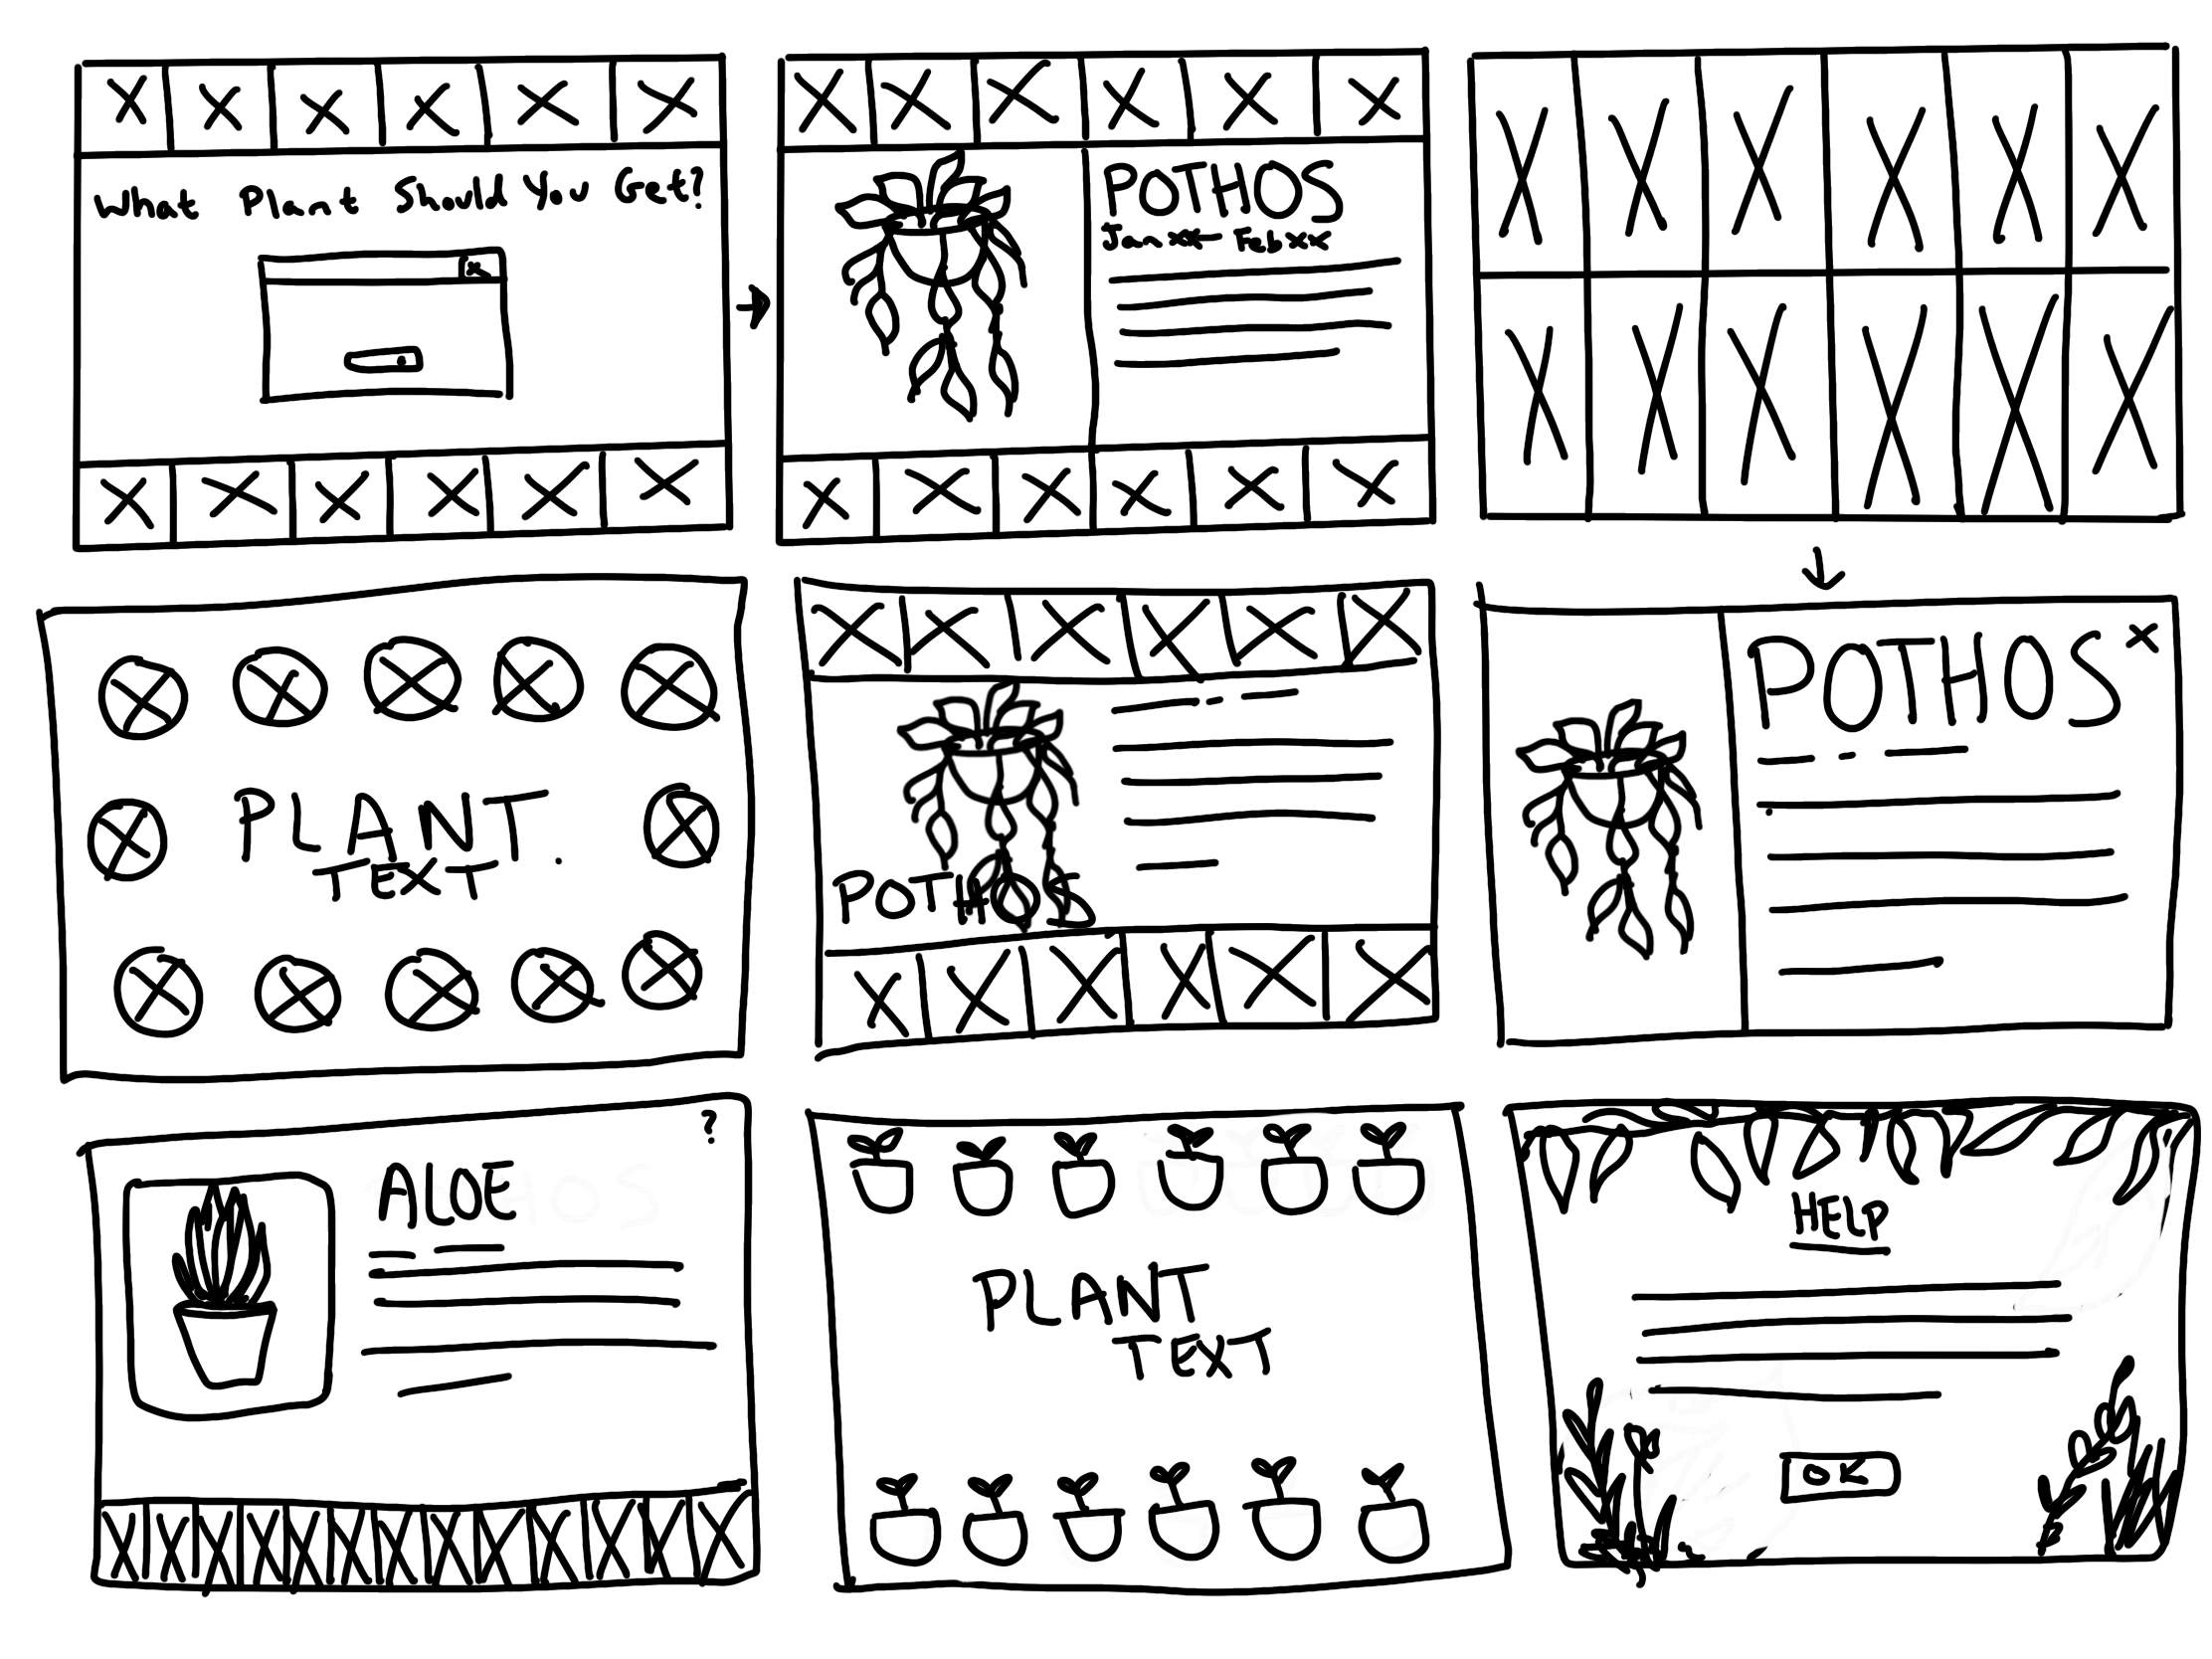 What Plant Should You Get?
x
POTHOS
Jan xx - Feb xx
PLANT.
TEXT
POTHOS
POTHOS
x
?
ALOE
PLANT
TEXT
HELP
OK